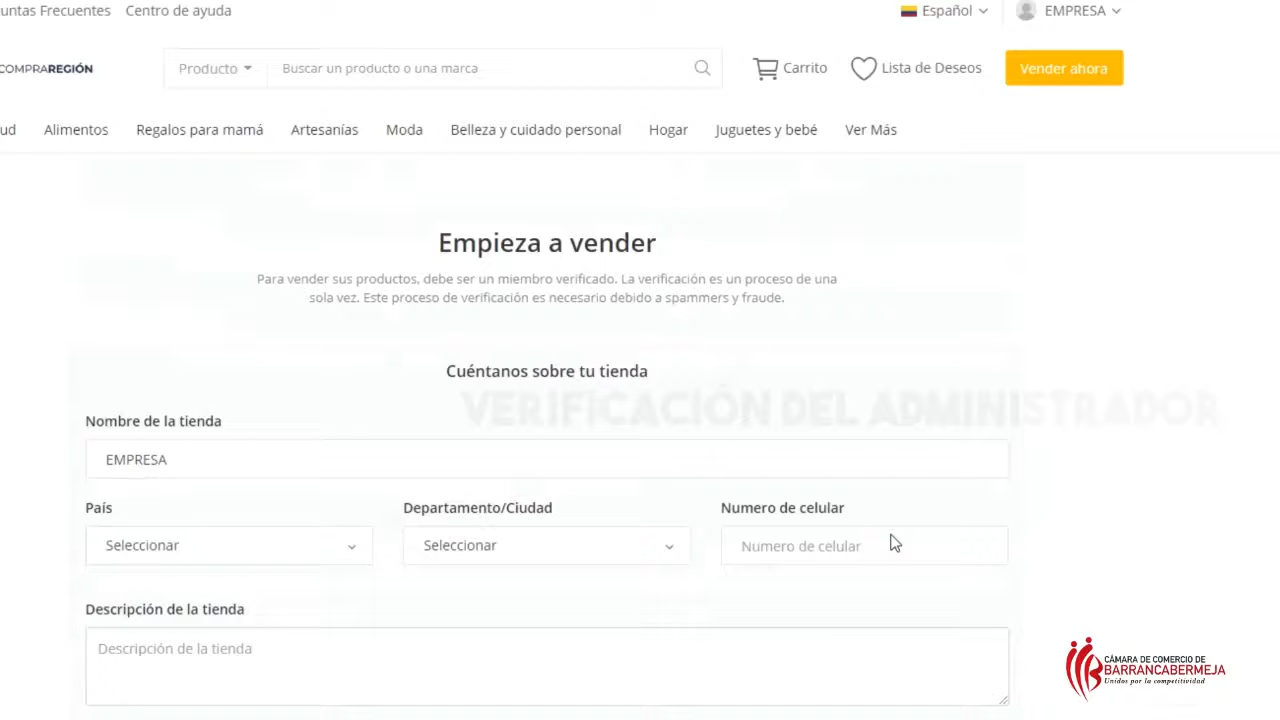 untas Frecuentes Centro de ayuda Español EMPRESA
COMPRAREGIÓN Producto Buscar un producto o una marca Carrito Lista de Deseos Vender ahora
ud Alimentos Regalos para mamá Artesanías Moda Belleza y cuidado personal Hogar Juguetes y bebé Ver Más
Empieza a vender
Para vender sus productos, debe ser un miembro verificado. La verificación es un proceso de una
sola vez. Este proceso de verificación es necesario debido a spammers y fraude.
Cuéntanos sobre tu tienda
VERIFICACIÓN DEL ADMINISTRADOR
Nombre de la tienda
EMPRESA
País Departamento/Ciudad Numero de celular
Seleccionar Seleccionar Numero de celular
Descripción de la tienda
Descripción de la tienda
CÁMARA DE COMERCIO DE
BARRANCABERMEJA
Unidos por la competitividad